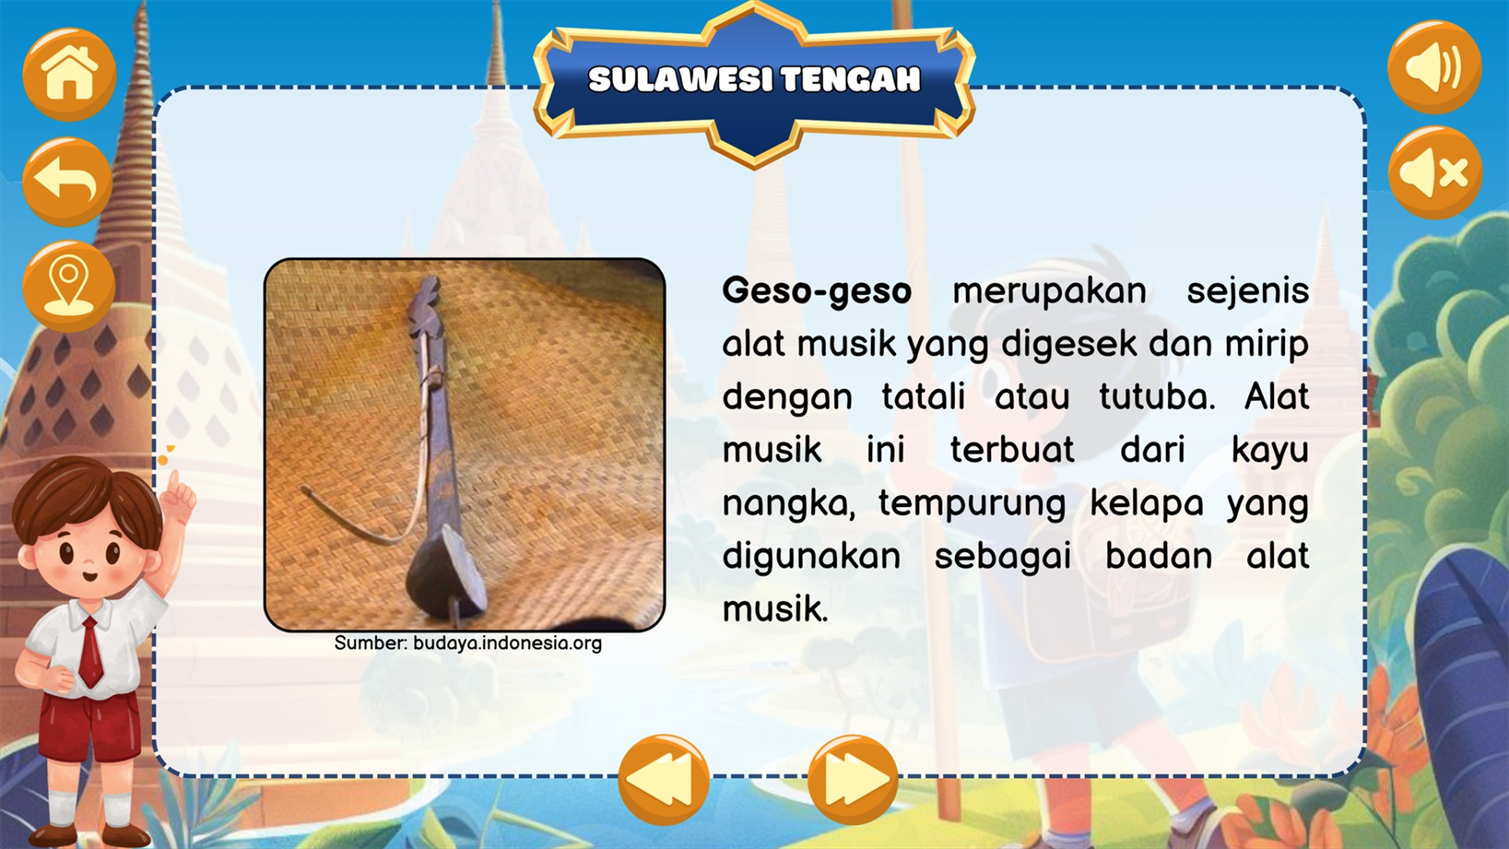 SULAWESI TENGAH
Geso-geso merupakan sejenis
alat musik yang digesek dan mirip
dengan tatali atau tutuba. Alat
musik ini terbuat dari kayu
nangka, tempurung kelapa yang
digunakan sebagai badan alat
musik.
Sumber: budaya.indonesia.org